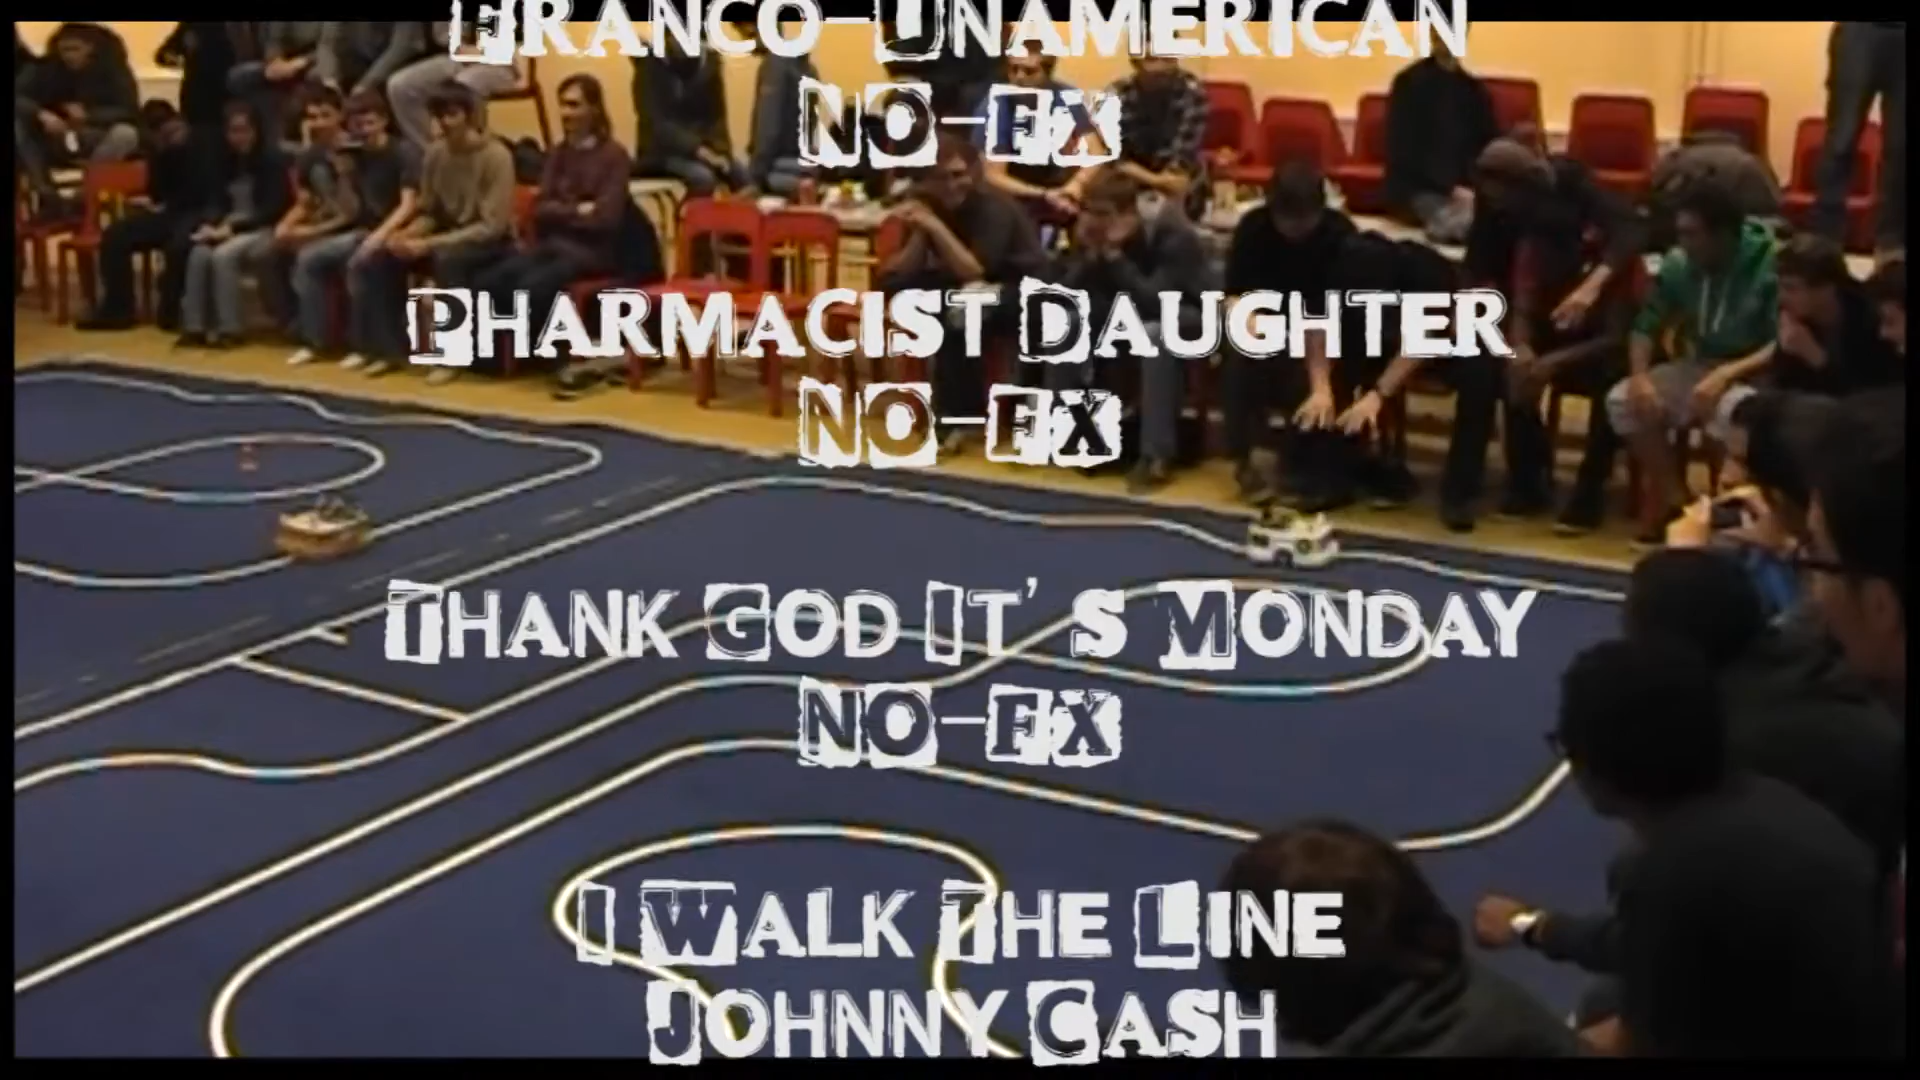 Franco-Unamerican
NO-FX
Pharmacist Daughter
NO-FX
Thank God It's Monday
NO-FX
I Walk The Line
Johnny Cash